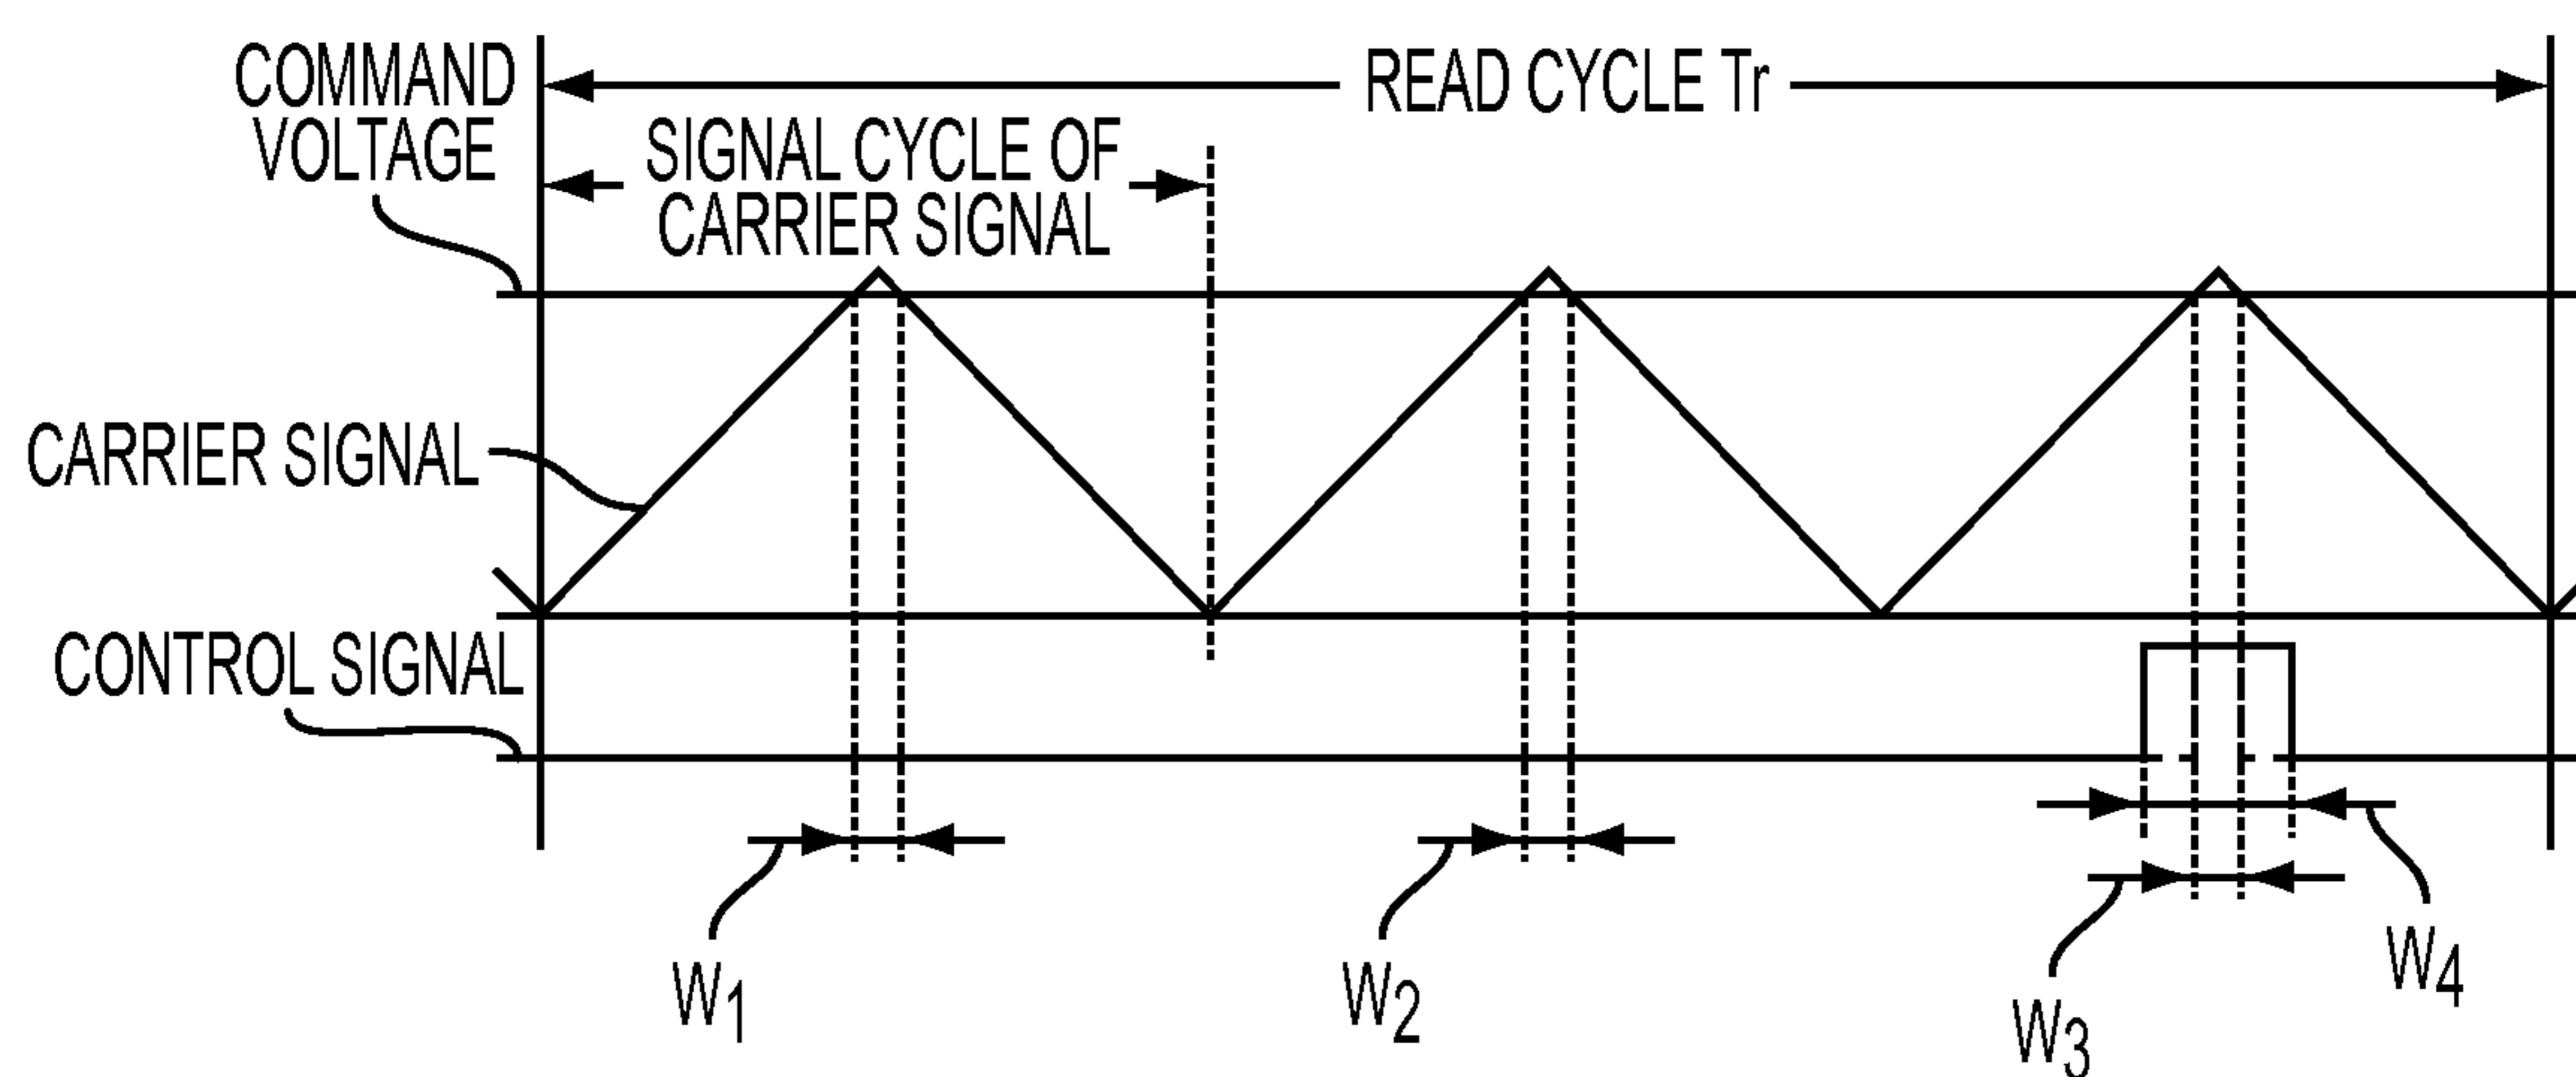 COMMAND
VOLTAGE
READ CYCLE Tr
SIGNAL CYCLE OF
CARRIER SIGNAL
CARRIER SIGNAL
CONTROL SIGNAL
W1
W2
W3
W4